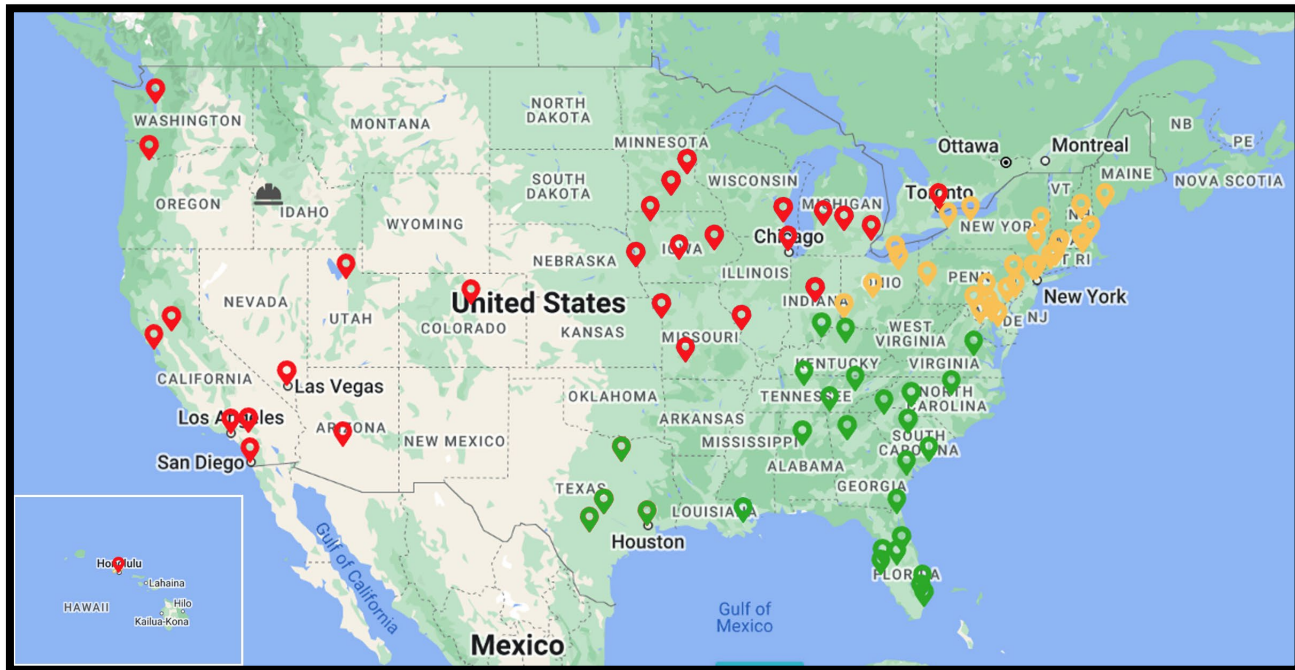 NORTH
DAKOTA
MONTANA
WASHINGTON
MINNESOTA
Ottawa
Montreal
NB
PE
MAINE
NOVA SCOTIA
VT
WISCONSIN
MICHIGAN
Toronto
SOUTH
DAKOTA
OREGON
IDAHO
WYOMING
NEW YORK
Chicago
IOWA
NEBRASKA
ILLINOIS
CT RI
PENN
OHIO
INDIANA
New York
NEVADA
UTAH
COLORADO
United States
KANSAS
MISSOURI
WEST
VIRGINIA
DE
NJ
KENTUCKY
VIRGINIA
CALIFORNIA
Las Vegas
OKLAHOMA
TENNESSEE
NORTH
CAROLINA
Los Angeles
ARIZONA
NEW MEXICO
ARKANSAS
MISSISSIPPI
SOUTH
CAROLINA
San Diego
ALABAMA
TEXAS
GEORGIA
LOUISIANA
Houston
Gulf of California
FLORIDA
Gulf of
Mexico
Mexico
Honolulu
Lahaina
HAWAII
Hilo
Kailua-Kona